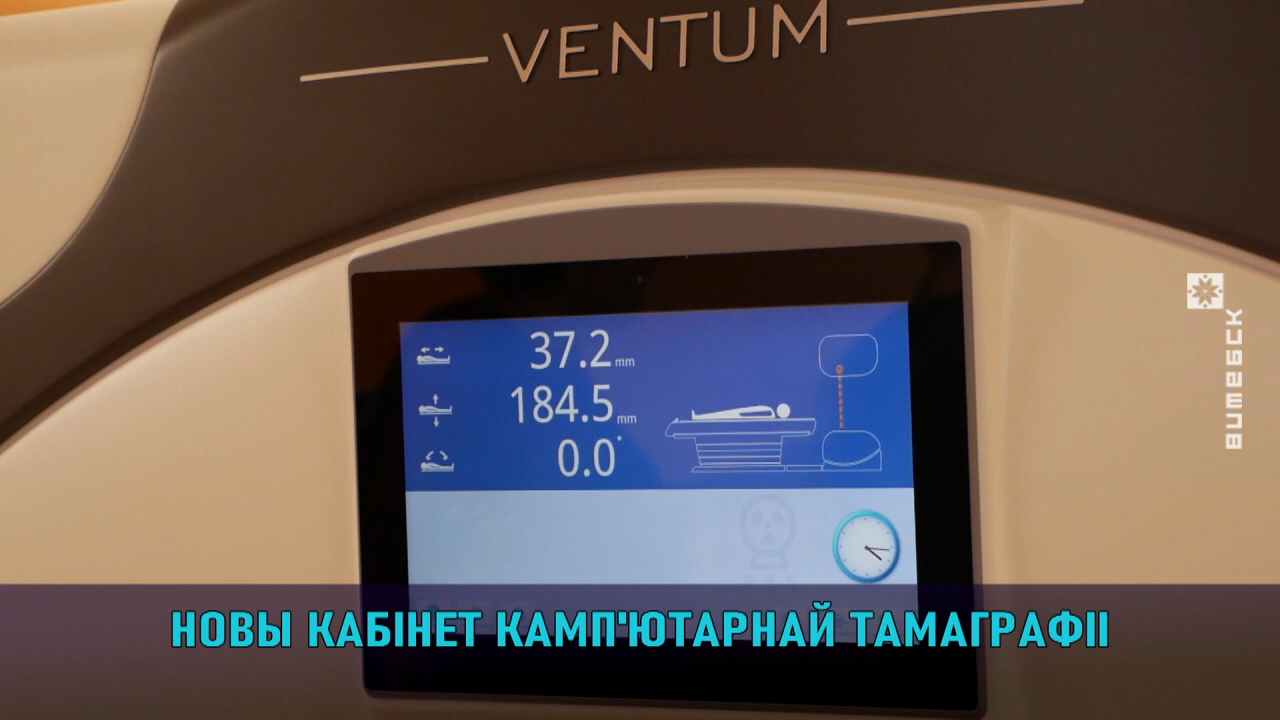 VENTUM
37.2 mm
184.5 mm
0.0°
витебск
НОВЫ КАБІНЕТ КАМП'ЮТАРНАЙ ТАМАГРАФІІ